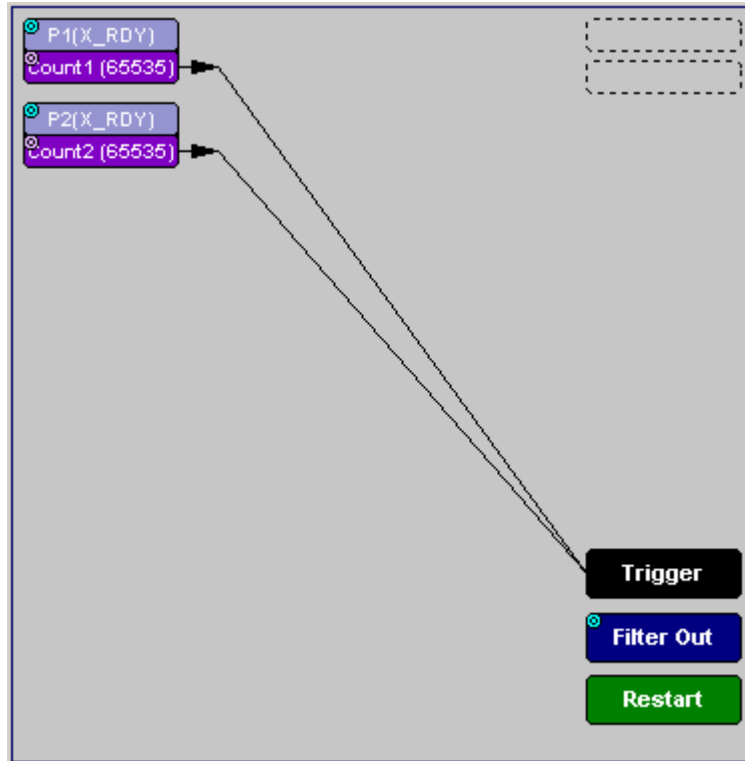 P1(X_RDY)
Count1 (65535)
P2(X_RDY)
Count2 (65535)
Trigger
Filter Out
Restart